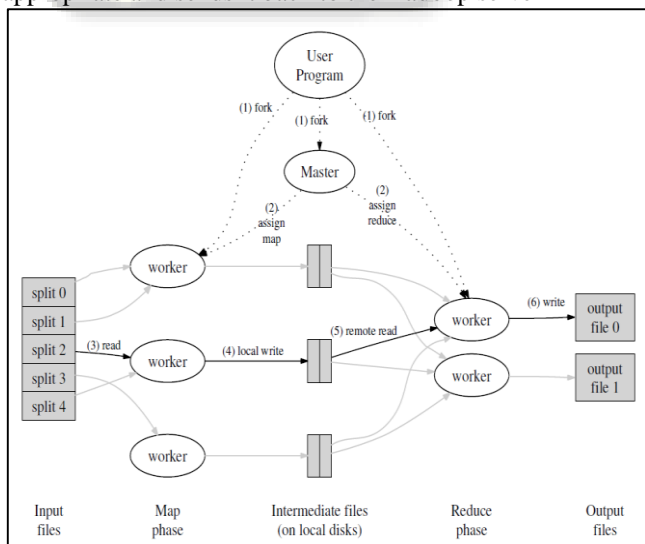 User
Program
(1) fork
(1) fork
(1) fork
Master
(2)
assign
map
(2)
assign
reduce
split 0
split 1
split 2
split 3
split 4
(3) read
worker
worker
worker
(4) local write
(5) remote read
worker
worker
(6) write
output
file 0
output
file 1
Input
files
Map
phase
Intermediate files
(on local disks)
Reduce
phase
Output
files